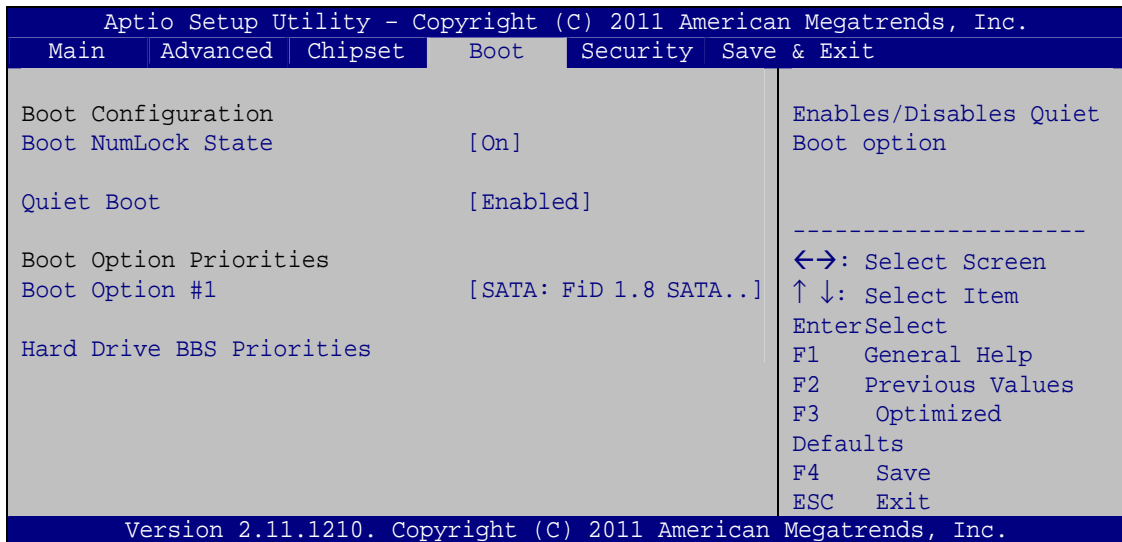 Aptio Setup Utility – Copyright (C) 2011 American Megatrends, Inc.
Main Advanced Chipset Boot Security Save & Exit
Boot Configuration
Boot NumLock State [On]
Quiet Boot [Enabled]
Boot Option Priorities
Boot Option #1 [SATA: FiD 1.8 SATA..]
Hard Drive BBS Priorities
Enables/Disables Quiet
Boot option
---------------------
←→: Select Screen
↑ ↓: Select Item
EnterSelect
F1 General Help
F2 Previous Values
F3 Optimized
Defaults
F4 Save
ESC Exit
Version 2.11.1210. Copyright (C) 2011 American Megatrends, Inc.